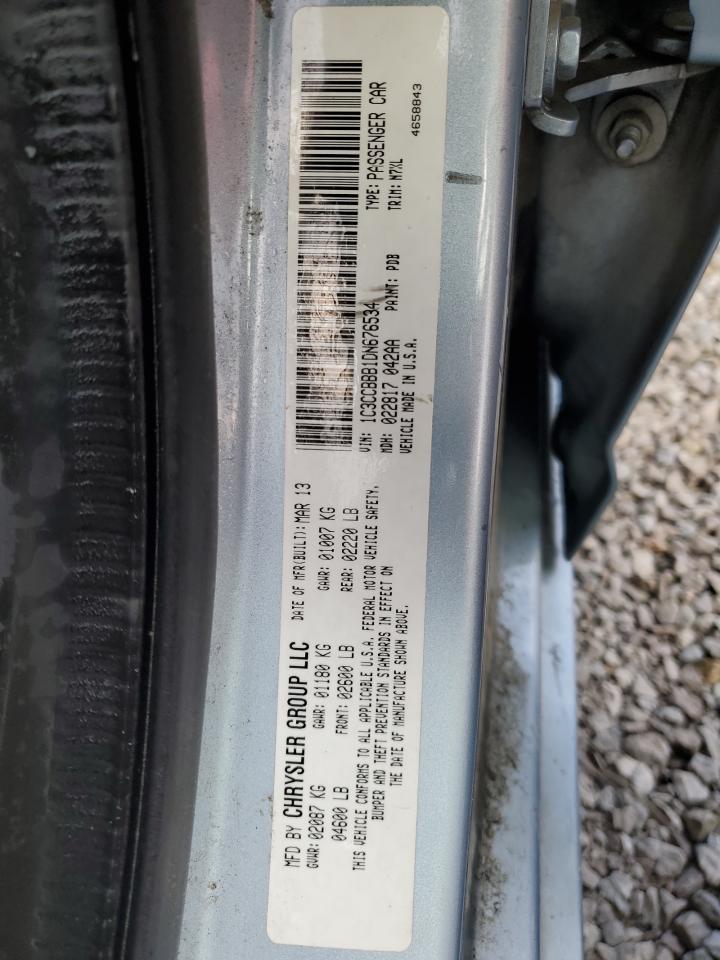 MFD BY CHRYSLER GROUP LLC
DATE OF MFR(BUILT): MAR 13
GVWR: 02087 KG
GAWR: 01180 KG
GAWR: 01007 KG
04600 LB
FRONT: 02600 LB
REAR: 02220 LB
THIS VEHICLE CONFORMS TO ALL APPLICABLE U.S.A. FEDERAL MOTOR VEHICLE SAFETY,
BUMPER AND THEFT PREVENTION STANDARDS IN EFFECT ON
THE DATE OF MANUFACTURE SHOWN ABOVE.
VIN: 1C3CCBBB1DN676534
TYPE: PASSENGER CAR
MDH: 022817 042AA
PAINT: PDB
TRIM: M7XL
VEHICLE MADE IN U.S.A.
4658843